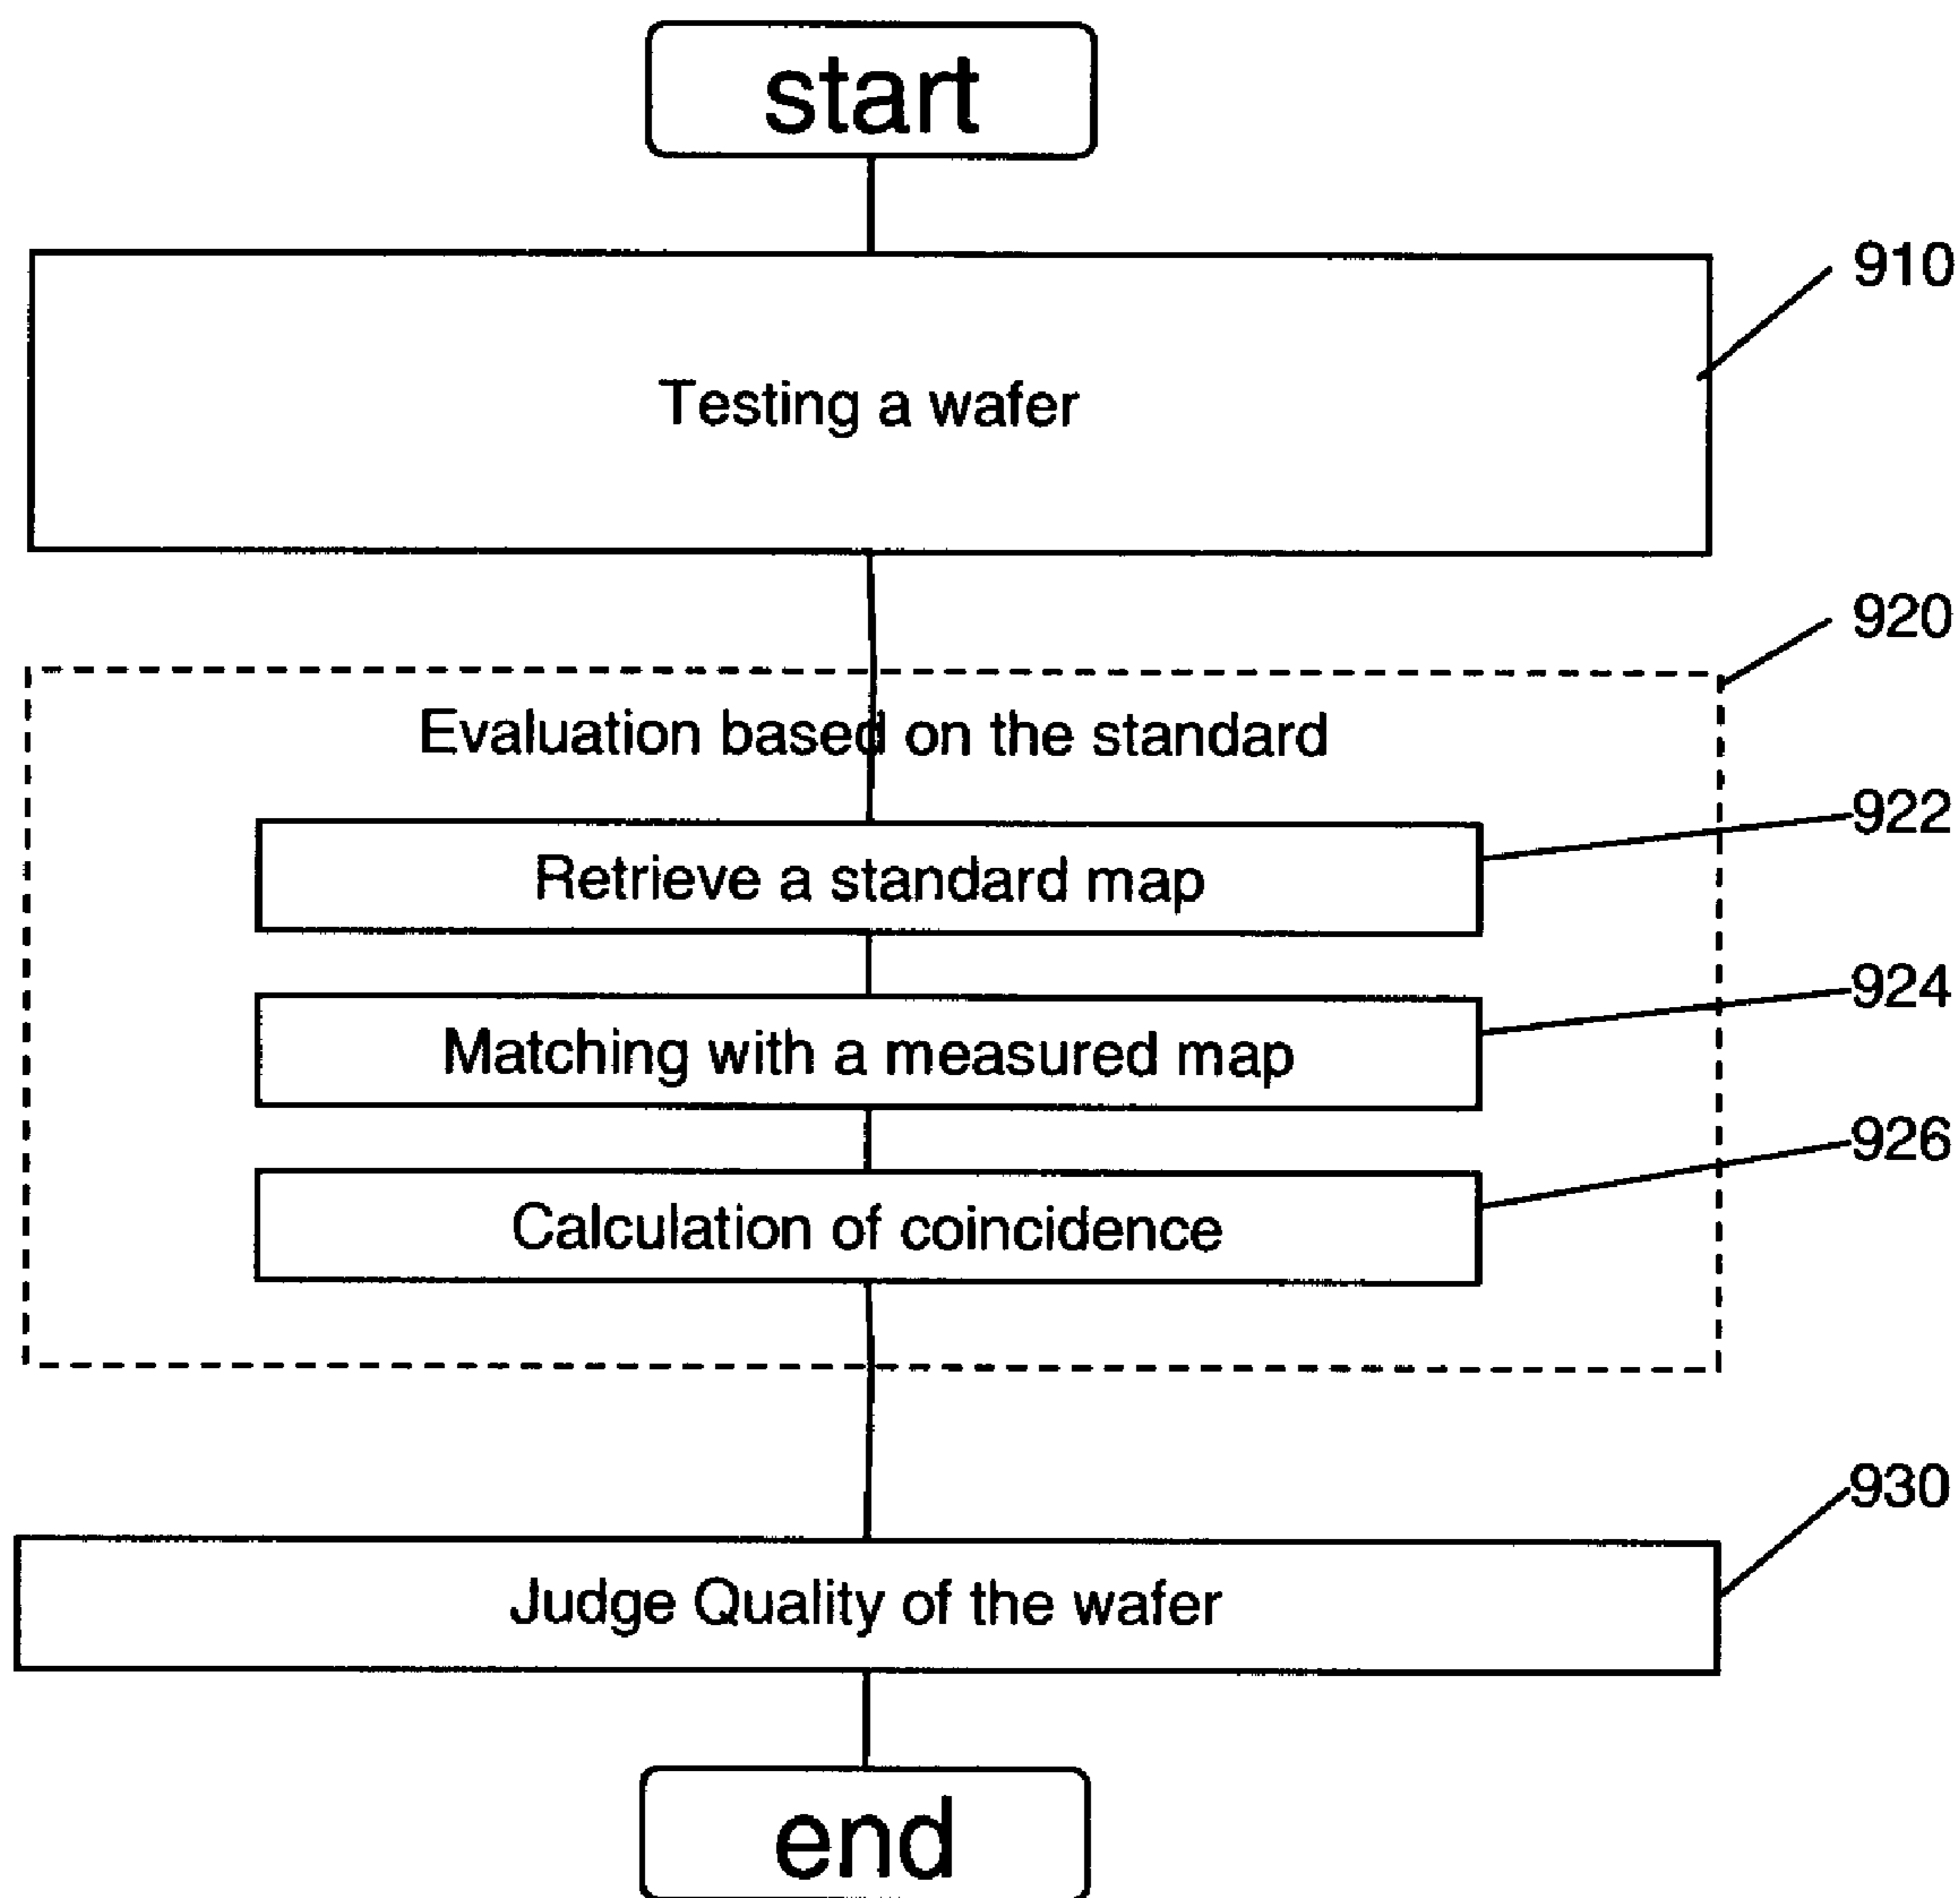 start
910
Testing a wafer
920
Evaluation based on the standard
922
Retrieve a standard map
924
Matching with a measured map
926
Calculation of coincidence
930
Judge Quality of the wafer
end